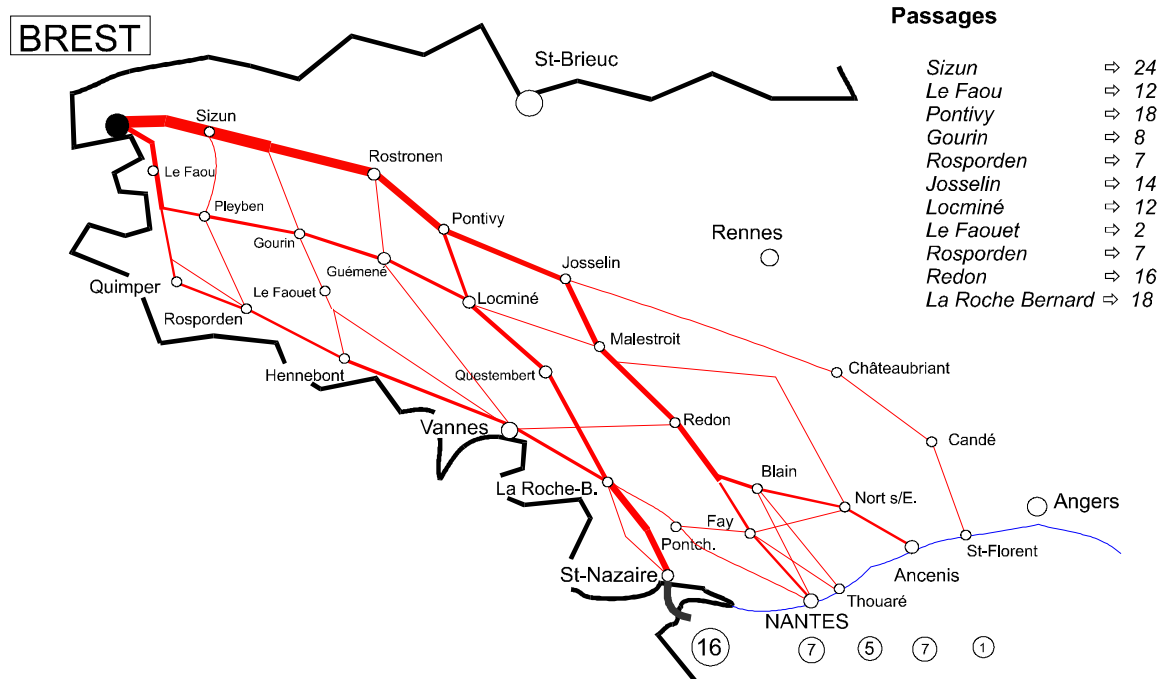 BREST
Passages
Sizun ⇨ 24
Le Faou ⇨ 12
Pontivy ⇨ 18
Gourin ⇨ 8
Rosporden ⇨ 7
Josselin ⇨ 14
Locminé ⇨ 12
Le Faouet ⇨ 2
Rosporden ⇨ 7
Redon ⇨ 16
La Roche Bernard ⇨ 18
St-Brieuc
Sizun
Rostronen
Le Faou
Pleyben
Pontivy
Gourin
Rennes
Guémené
Josselin
Quimper
Le Faouet
Locminé
Rosporden
Malestroit
Hennebont
Questembert
Châteaubriant
Vannes
Redon
Candé
Blain
La Roche-B.
Nort s/E.
Angers
Fay
Pontch.
St-Florent
Ancenis
St-Nazaire
Thouaré
NANTES
16
7
5
7
1